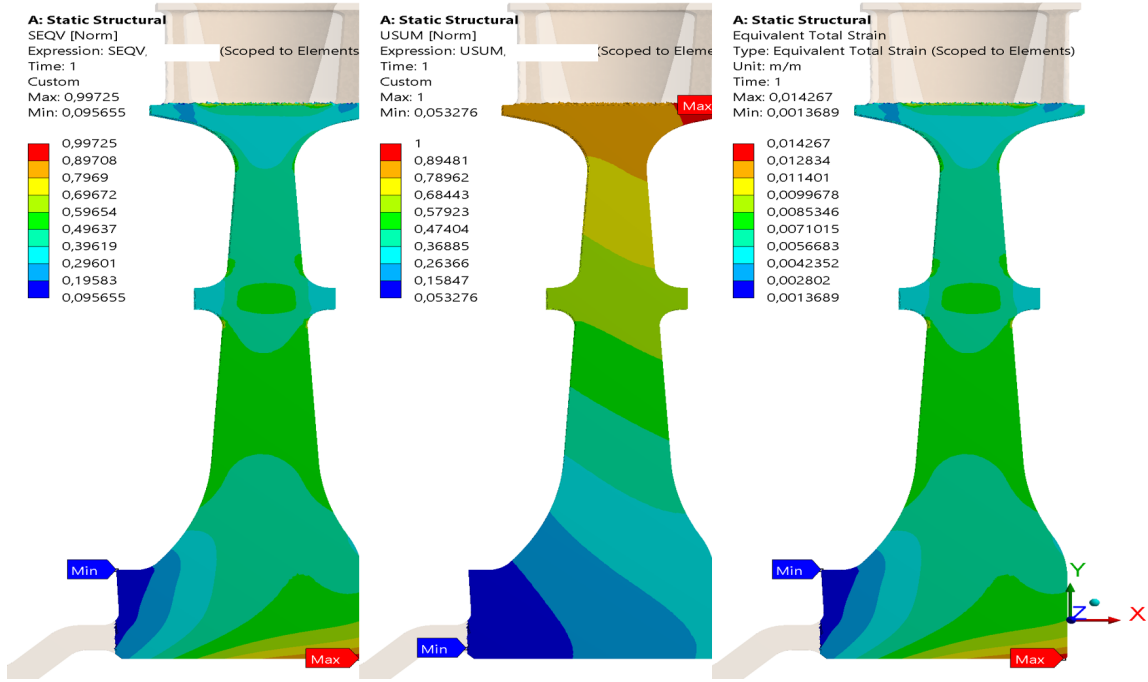 A: Static Structural
SEQV [Norm]
Expression: SEQV, (Scoped to Elements
Time: 1
Custom
Max: 0,99725
Min: 0,095655
0,99725
0,89708
0,7969
0,69672
0,59654
0,49637
0,39619
0,29601
0,19583
0,095655
Min
Max
A: Static Structural
USUM [Norm]
Expression: USUM, (Scoped to Eleme
Time: 1
Custom
Max: 1
Min: 0,053276
Max
1
0,89481
0,78962
0,68443
0,57923
0,47404
0,36885
0,26366
0,15847
0,053276
Min
A: Static Structural
Equivalent Total Strain
Type: Equivalent Total Strain (Scoped to Elements)
Unit: m/m
Time: 1
Max: 0,014267
Min: 0,0013689
0,014267
0,012834
0,011401
0,0099678
0,0085346
0,0071015
0,0056683
0,0042352
0,002802
0,0013689
Min
Y
Z
X
Max